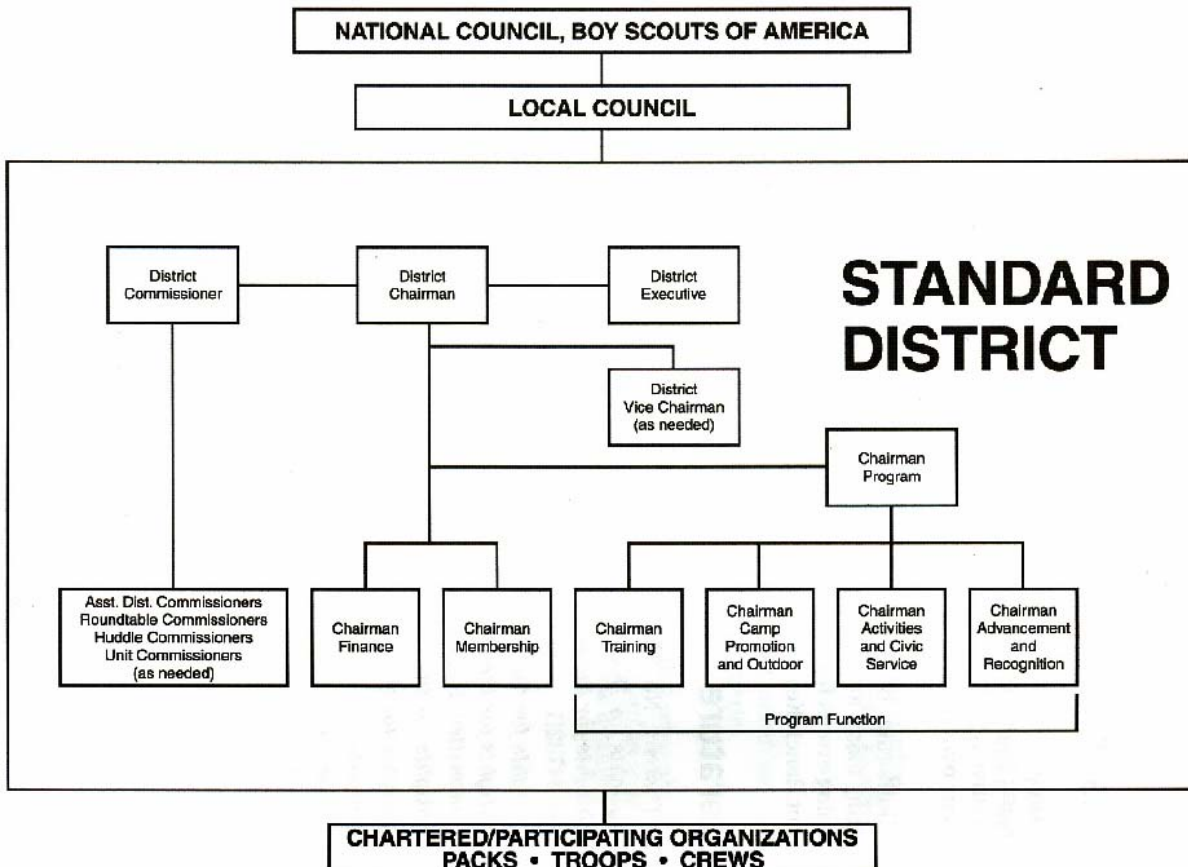 NATIONAL COUNCIL, BOY SCOUTS OF AMERICA
LOCAL COUNCIL
STANDARD
DISTRICT
District
Commissioner
District
Chairman
District
Executive
District
Vice Chairman
(as needed)
Chairman
Program
Asst. Dist. Commissioners
Roundtable Commissioners
Huddle Commissioners
Unit Commissioners
(as needed)
Chairman
Finance
Chairman
Membership
Chairman
Training
Chairman
Camp
Promotion
and Outdoor
Chairman
Activities
and Civic
Service
Chairman
Advancement
and
Recognition
Program Function
CHARTERED/PARTICIPATING ORGANIZATIONS
PACKS • TROOPS • CREWS